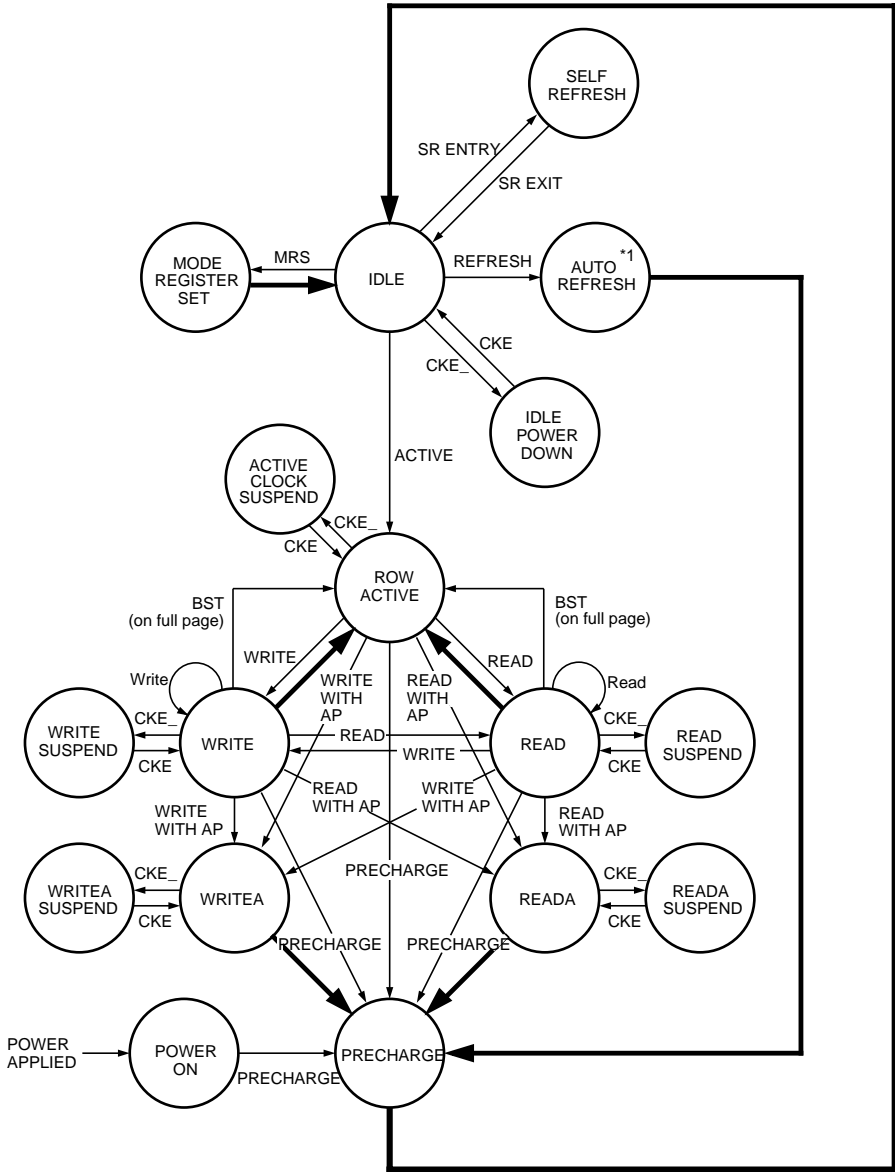 SELF
REFRESH
SR ENTRY
SR EXIT
MODE
REGISTER
SET
MRS
IDLE
REFRESH
*1
AUTO
REFRESH
CKE
CKE_
IDLE
POWER
DOWN
ACTIVE
ACTIVE
CLOCK
SUSPEND
CKE_
CKE
ROW
ACTIVE
BST
(on full page)
BST
(on full page)
WRITE
READ
Write
WRITE
WITH
AP
READ
WITH
AP
Read
WRITE
SUSPEND
CKE_
CKE
WRITE
READ
WRITE
READ
CKE_
CKE
READ
SUSPEND
WRITE
WITH AP
READ
WITH AP
WRITE
WITH AP
READ
WITH AP
WRITEA
SUSPEND
CKE_
CKE
WRITEA
PRECHARGE
READA
CKE_
CKE
READA
SUSPEND
PRECHARGE
PRECHARGE
POWER
APPLIED
POWER
ON
PRECHARGE
PRECHARGE